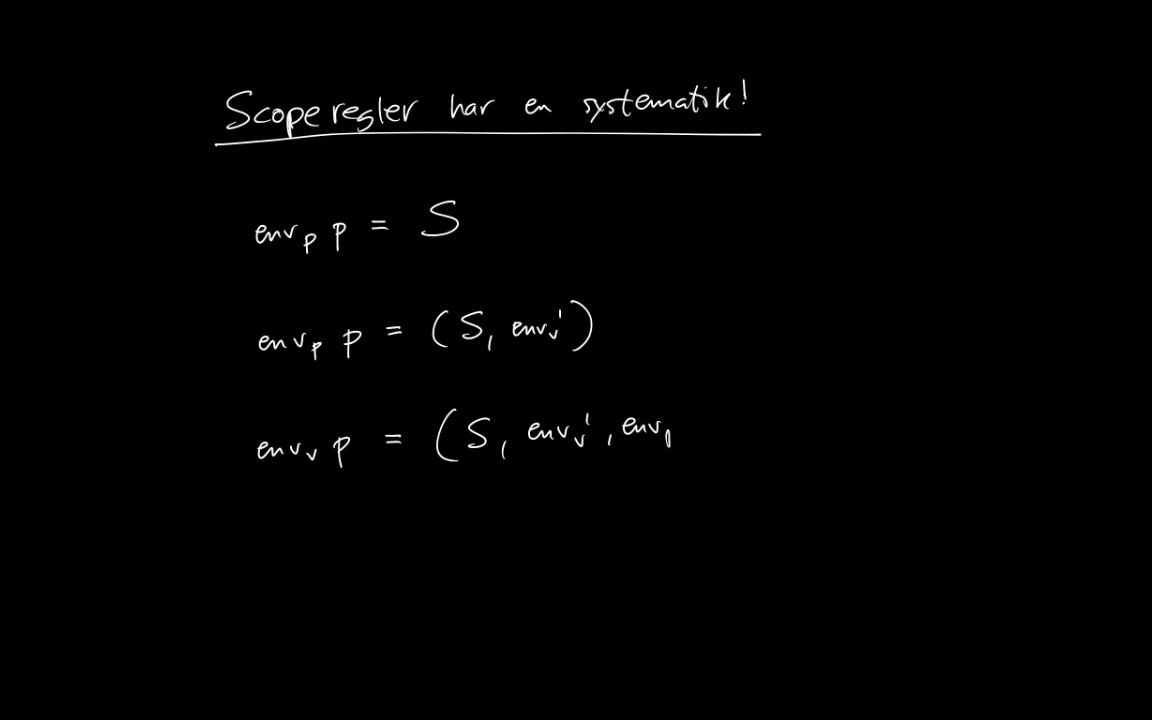 Scoperegler har en systematik!
env_p p = S
env_p p = (S, env_v')
env_v p = (S, env_v', env_p